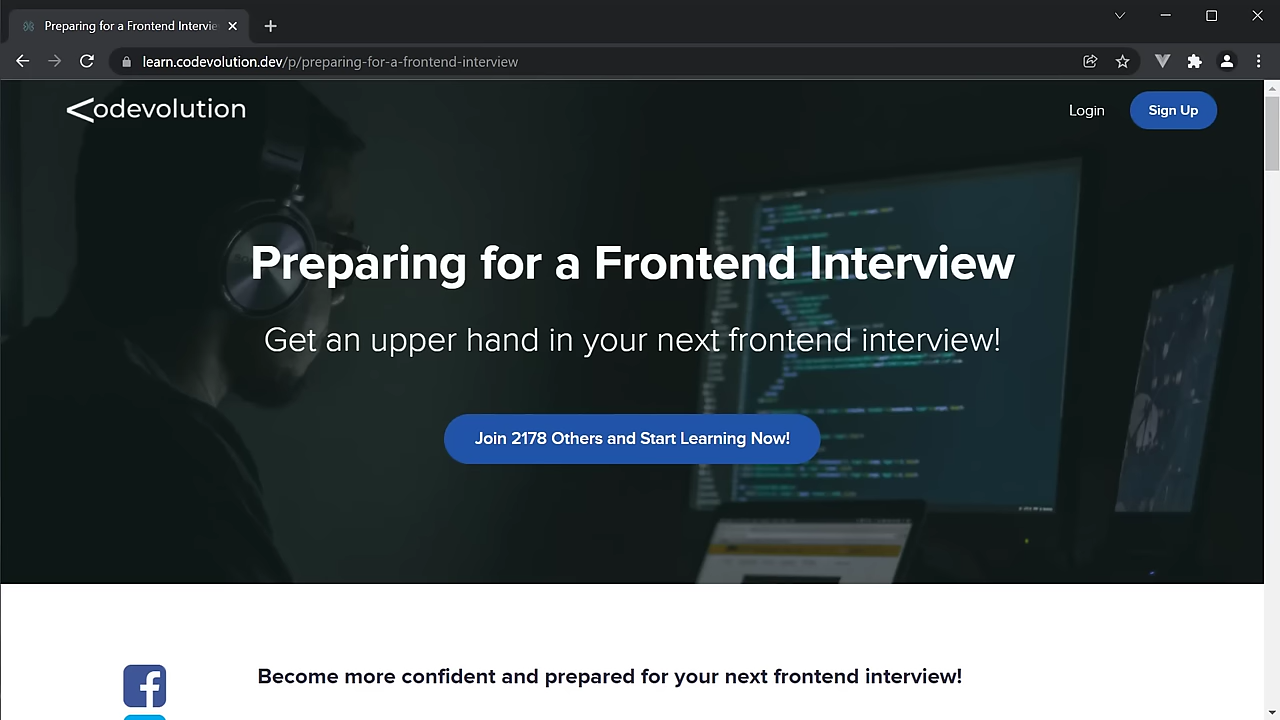 Preparing for a Frontend Intervie
learn.codevolution.dev/p/preparing-for-a-frontend-interview
codevolution
Login
Sign Up
Preparing for a Frontend Interview
Get an upper hand in your next frontend interview!
Join 2178 Others and Start Learning Now!
Become more confident and prepared for your next frontend interview!